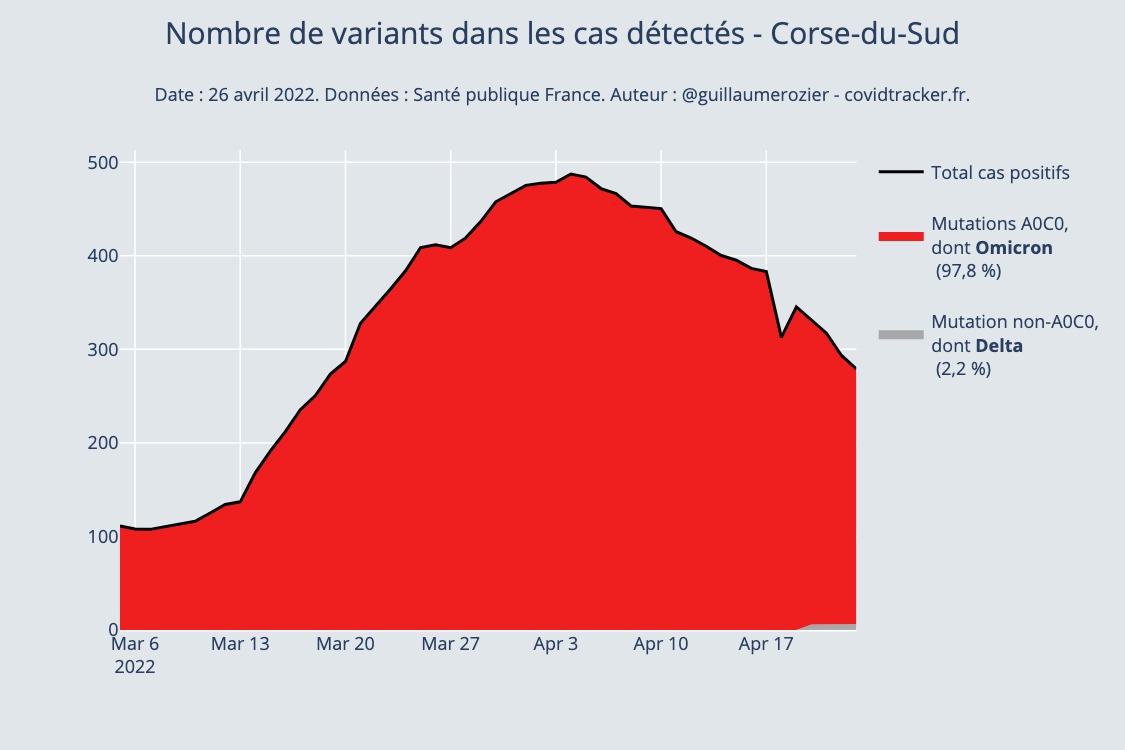 Nombre de variants dans les cas détectés - Corse-du-Sud
Date : 26 avril 2022. Données : Santé publique France. Auteur : @guillaumerozier - covidtracker.fr.
500
400
300
200
100
0
Mar 6
2022
Mar 13
Mar 20
Mar 27
Apr 3
Apr 10
Apr 17
Total cas positifs
Mutations A0C0,
dont Omicron
(97,8 %)
Mutation non-A0C0,
dont Delta
(2,2 %)